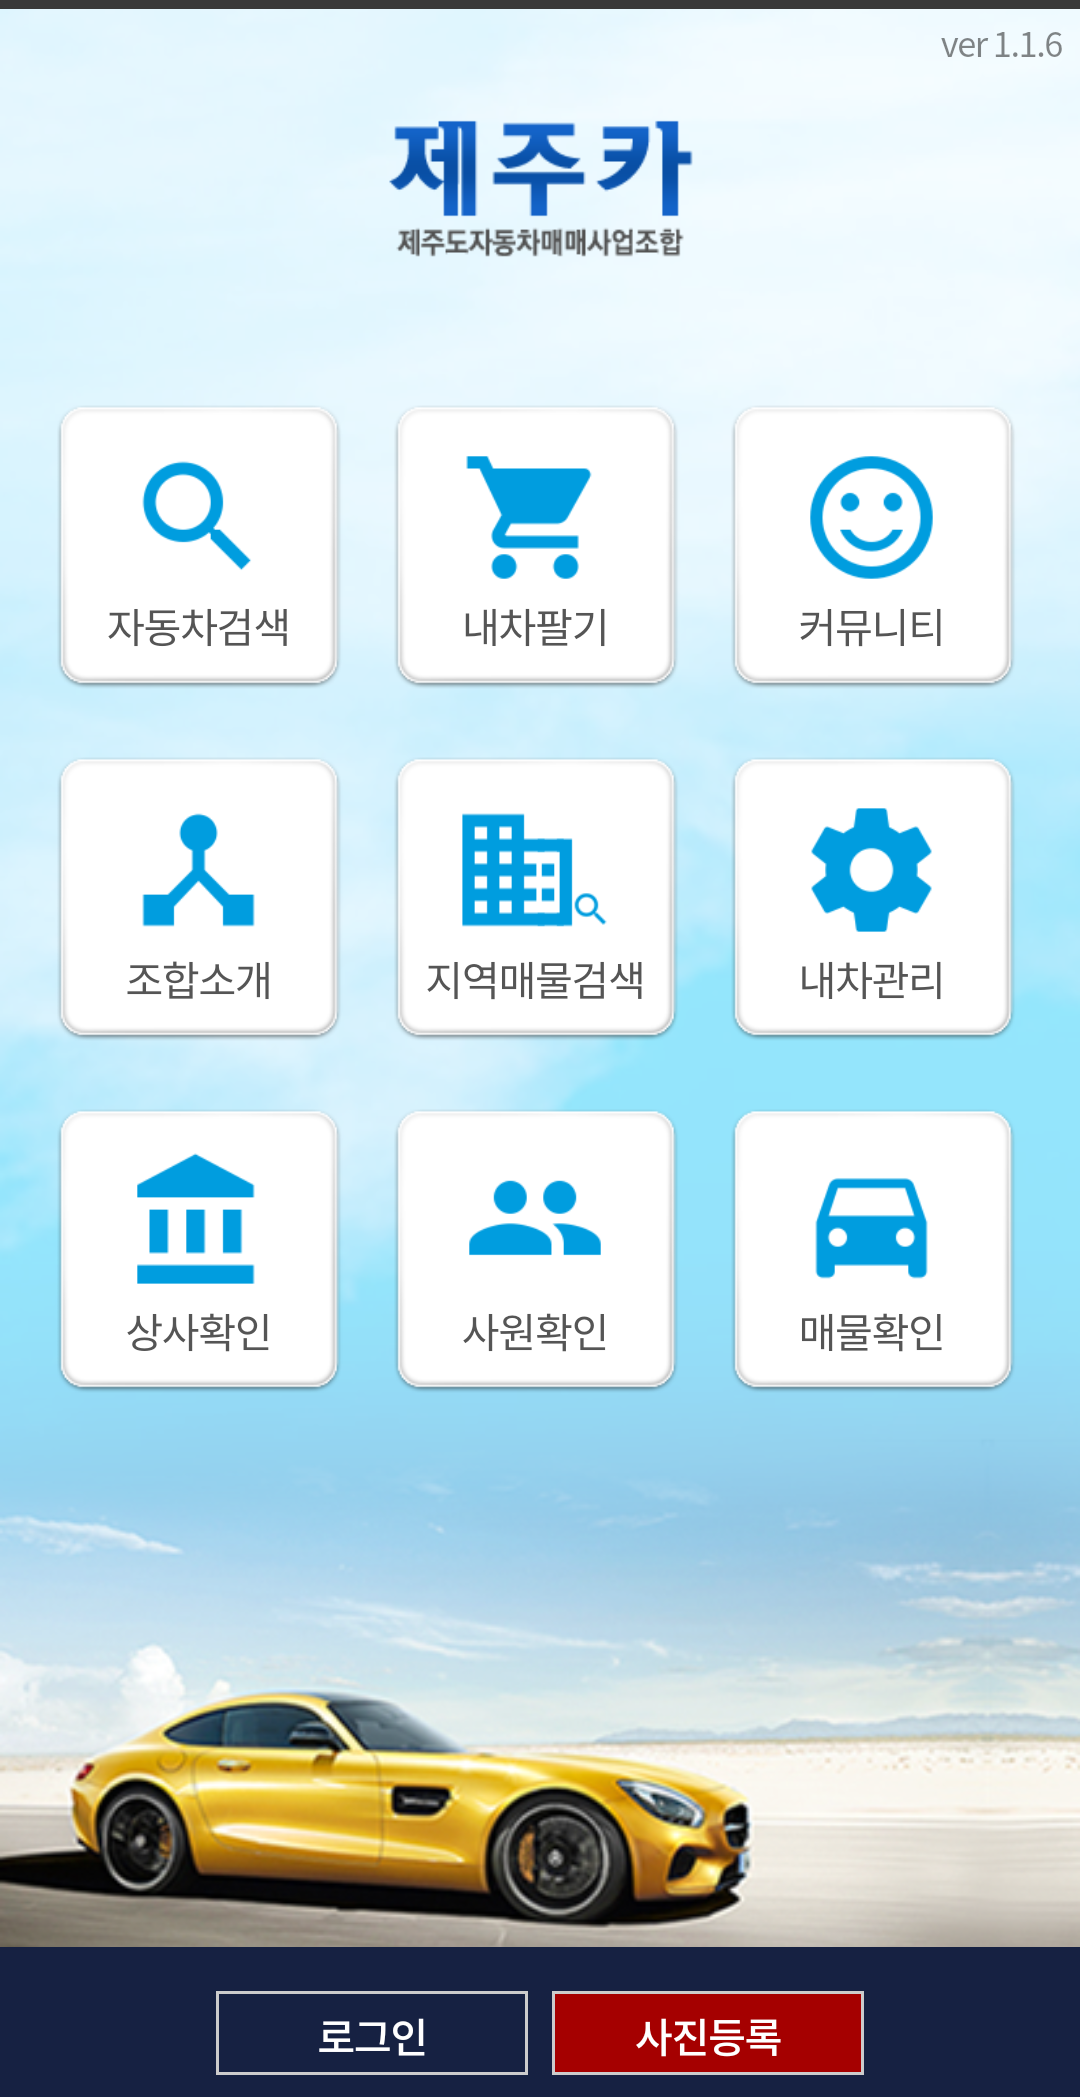 ver 1.1.6
제주카
제주도자동차매매사업조합
자동차검색
내차팔기
커뮤니티
조합소개
지역매물검색
내차관리
상사확인
사원확인
매물확인
로그인
사진등록